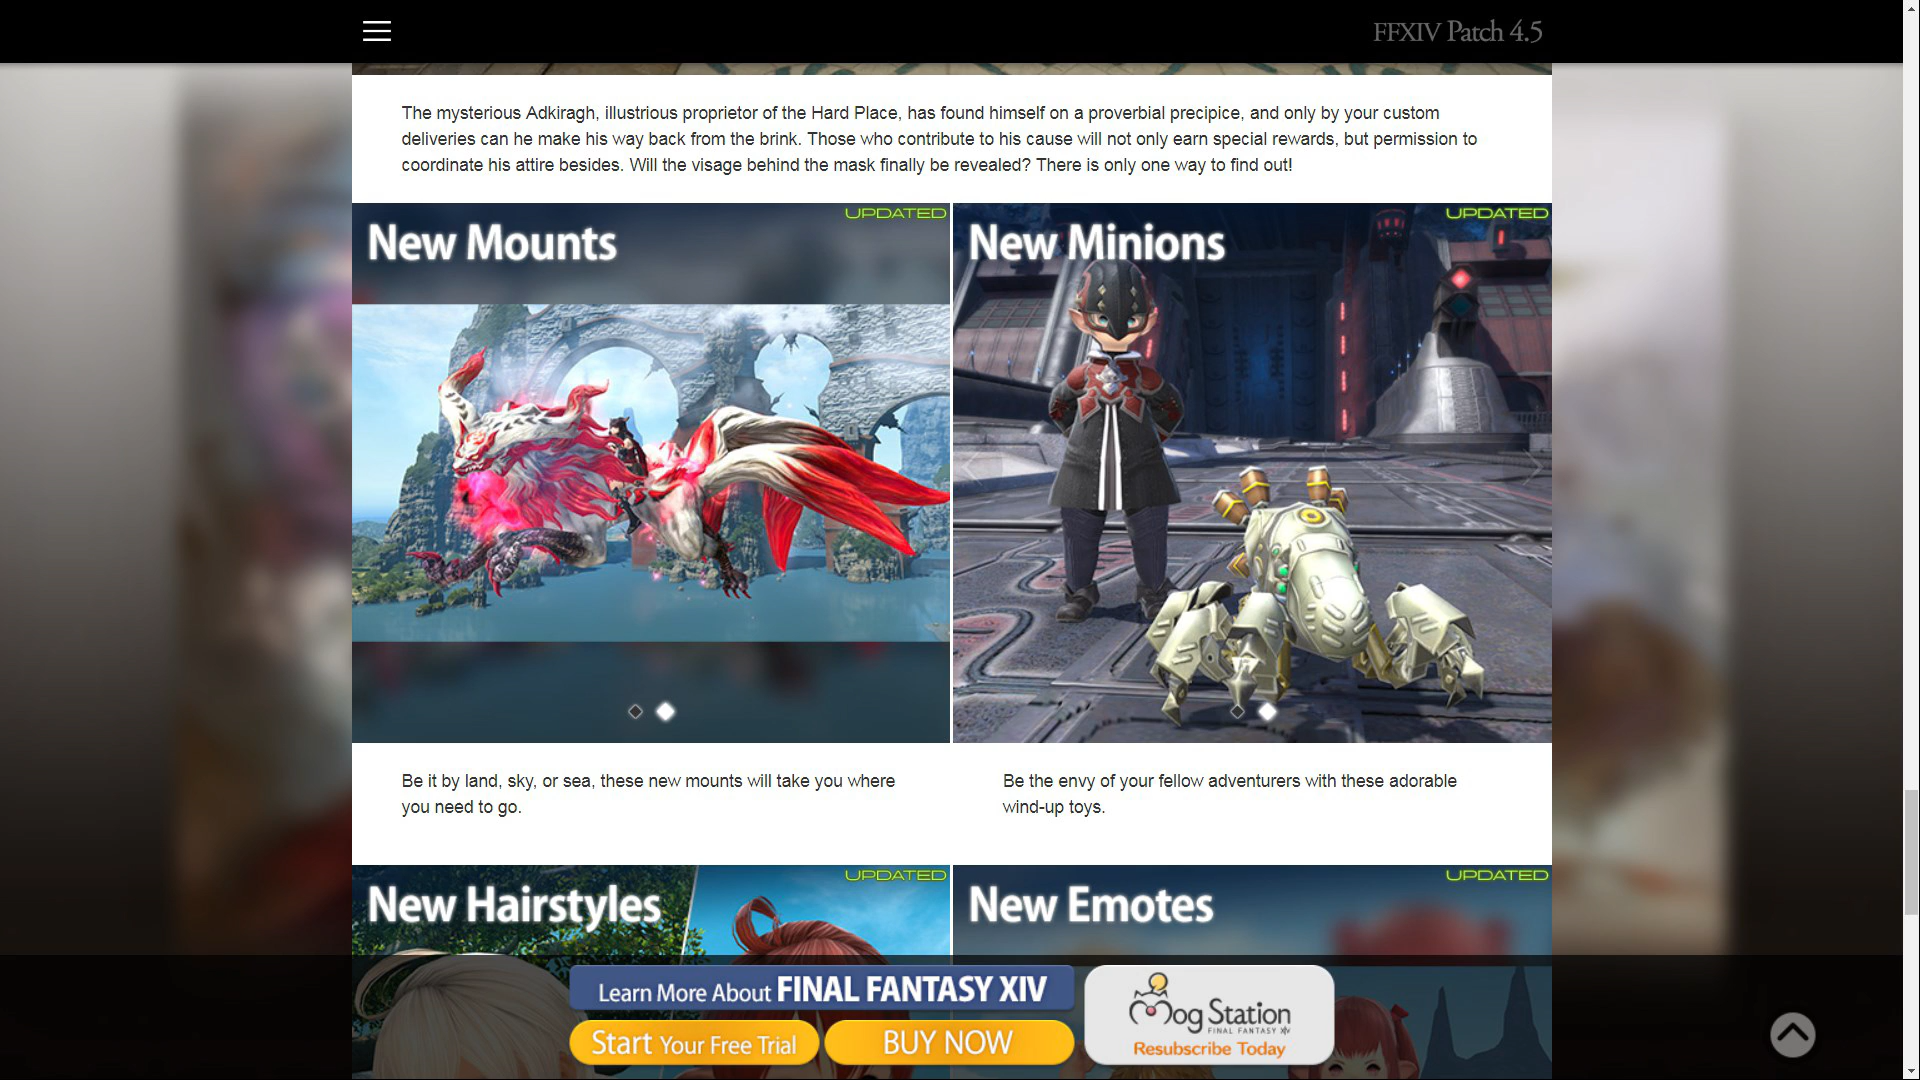 FFXIV Patch 4.5
The mysterious Adkiragh, illustrious proprietor of the Hard Place, has found himself on a proverbial precipice, and only by your custom
deliveries can he make his way back from the brink. Those who contribute to his cause will not only earn special rewards, but permission to
coordinate his attire besides. Will the visage behind the mask finally be revealed? There is only one way to find out!
UPDATED
New Mounts
UPDATED
New Minions
Be it by land, sky, or sea, these new mounts will take you where
you need to go.
Be the envy of your fellow adventurers with these adorable
wind-up toys.
UPDATED
New Hairstyles
UPDATED
New Emotes
Learn More About FINAL FANTASY XIV
Start Your Free Trial
BUY NOW
Mog Station
FINAL FANTASY XIV
Resubscribe Today